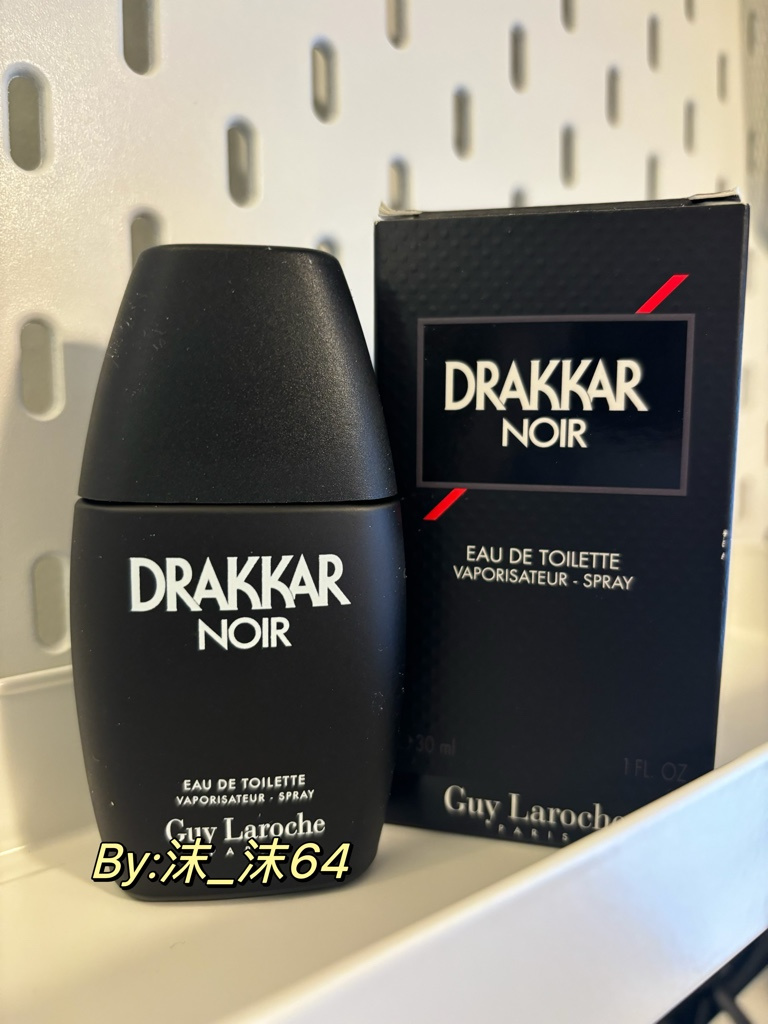 DRAKKAR
NOIR
EAU DE TOILETTE
VAPORISATEUR - SPRAY
Guy Laroche
By:沫_沫64
DRAKKAR
NOIR
EAU DE TOILETTE
VAPORISATEUR - SPRAY
30 ml
1 FL. OZ
Guy Laroche
PARIS